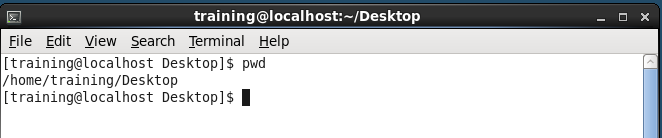 training@localhost:~/Desktop
File Edit View Search Terminal Help
[training@localhost Desktop]$ pwd
/home/training/Desktop
[training@localhost Desktop]$